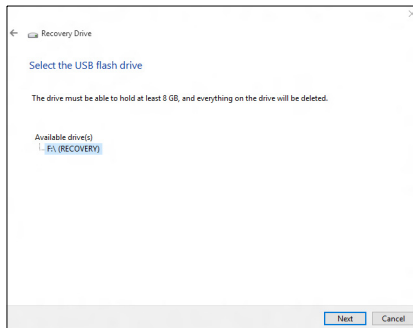 Recovery Drive
Select the USB flash drive
The drive must be able to hold at least 8 GB, and everything on the drive will be deleted.
Available drive(s)
F:\ (RECOVERY)
Next Cancel